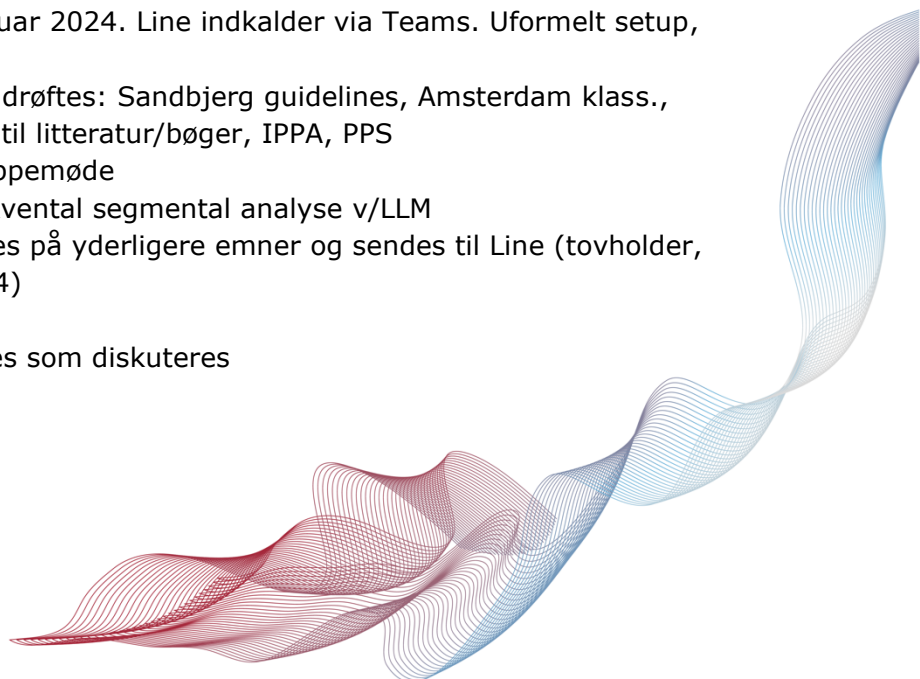 uar 2024. Line indkalder via Teams. Uformelt setup,
drøftes: Sandbjerg guidelines, Amsterdam klass.,
til litteratur/bøger, IPPA, PPS
ppemøde
vental segmental analyse v/LLM
es på yderligere emner og sendes til Line (tovholder,
4)
es som diskuteres